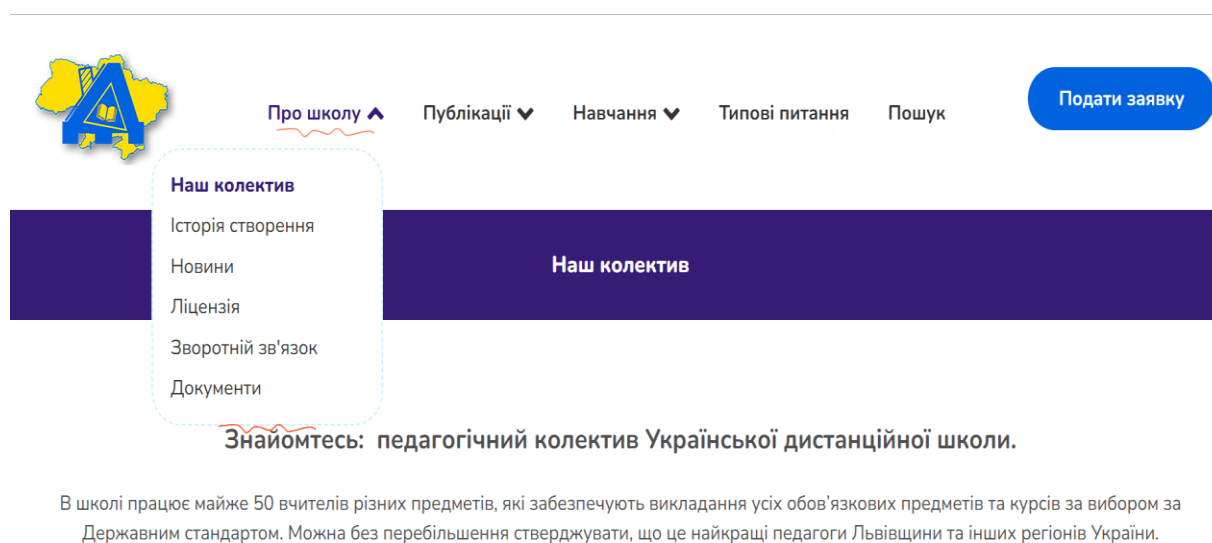 Про школу
Публікації
Навчання
Типові питання
Пошук
Подати заявку
Наш колектив
Історія створення
Новини
Ліцензія
Зворотній зв'язок
Документи
Наш колектив
Знайомтесь: педагогічний колектив Української дистанційної школи.
В школі працює майже 50 вчителів різних предметів, які забезпечують викладання усіх обов’язкових предметів та курсів за вибором за
Державним стандартом. Можна без перебільшення стверджувати, що це найкращі педагоги Львівщини та інших регіонів України.